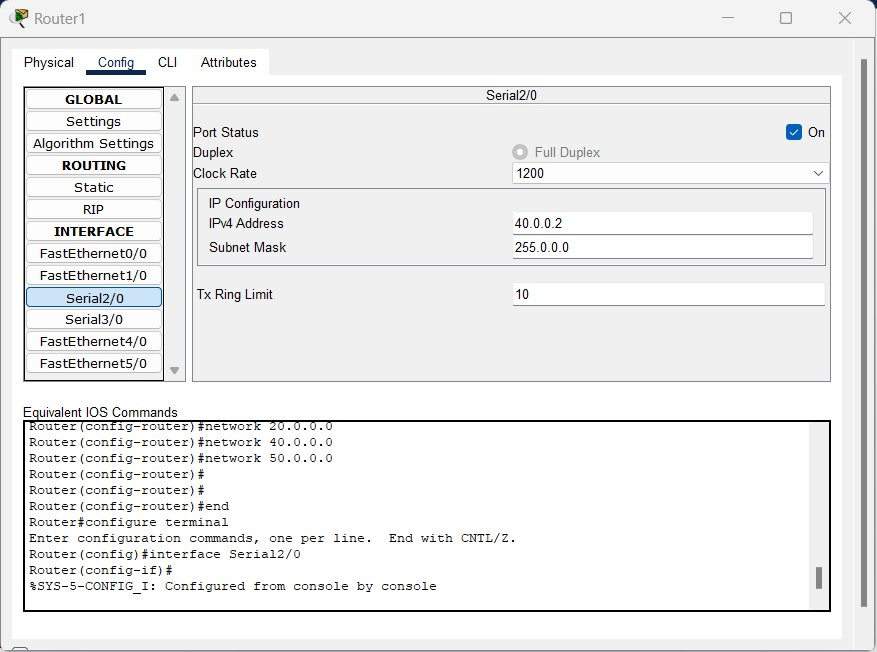 Router1
Physical Config CLI Attributes
GLOBAL
Settings
Algorithm Settings
ROUTING
Static
RIP
INTERFACE
FastEthernet0/0
FastEthernet1/0
Serial2/0
Serial3/0
FastEthernet4/0
FastEthernet5/0
Serial2/0
Port Status On
Duplex Full Duplex
Clock Rate 1200
IP Configuration
IPv4 Address 40.0.0.2
Subnet Mask 255.0.0.0
Tx Ring Limit 10
Equivalent IOS Commands
Router(config-router)#network 20.0.0.0
Router(config-router)#network 40.0.0.0
Router(config-router)#network 50.0.0.0
Router(config-router)#
Router(config-router)#
Router(config-router)#end
Router#configure terminal
Enter configuration commands, one per line.  End with CNTL/Z.
Router(config)#interface Serial2/0
Router(config-if)#
%SYS-5-CONFIG_I: Configured from console by console